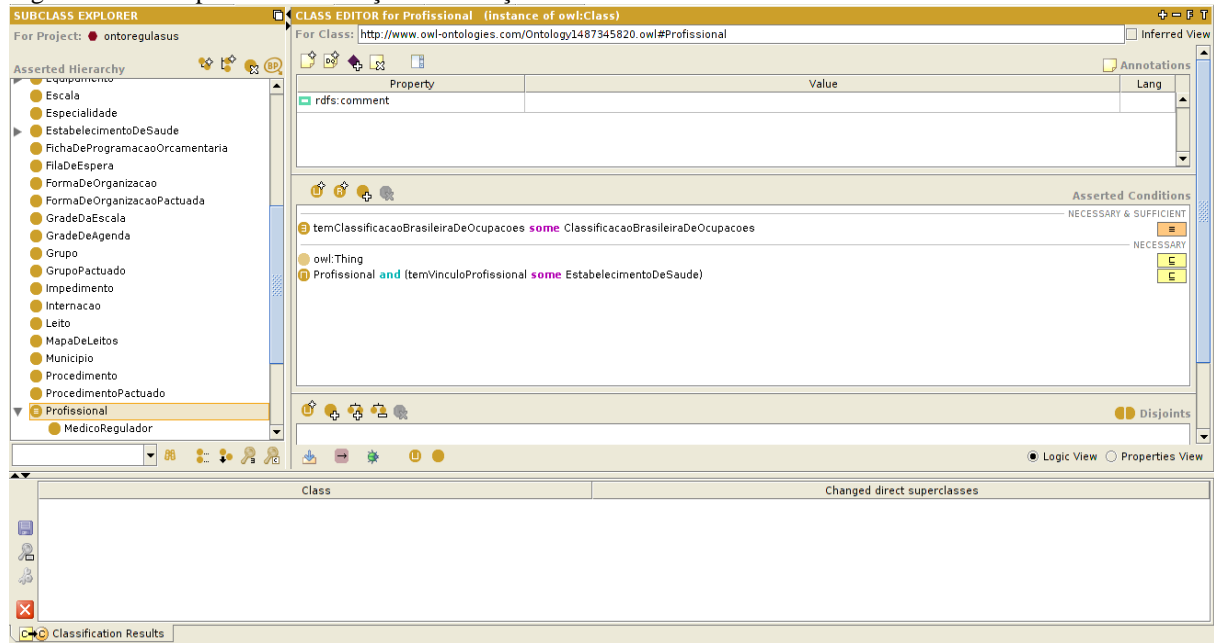 SUBCLASS EXPLORER
For Project: ontoregulasus
Asserted Hierarchy
Equipamento
Escala
Especialidade
EstabelecimentoDeSaude
FichaDeProgramacaoOrcamentaria
FilaDeEspera
FormaDeOrganizacao
FormaDeOrganizacaoPactuada
GradeDaEscala
GradeDeAgenda
Grupo
GrupoPactuado
Impedimento
Internacao
Leito
MapaDeLeitos
Municipio
Procedimento
ProcedimentoPactuado
Profissional
MedicoRegulador
CLASS EDITOR for Profissional (instance of owl:Class)
For Class: http://www.owl-ontologies.com/Ontology1487345820.owl#Profissional Inferred View
Annotations
Property Value Lang
rdfs:comment
Asserted Conditions
NECESSARY & SUFFICIENT
temClassificacaoBrasileiraDeOcupacoes some ClassificacaoBrasileiraDeOcupacoes
NECESSARY
owl:Thing
Profissional and (temVinculoProfissional some EstabelecimentoDeSaude)
Disjoints
Logic View Properties View
Class Changed direct superclasses
Classification Results